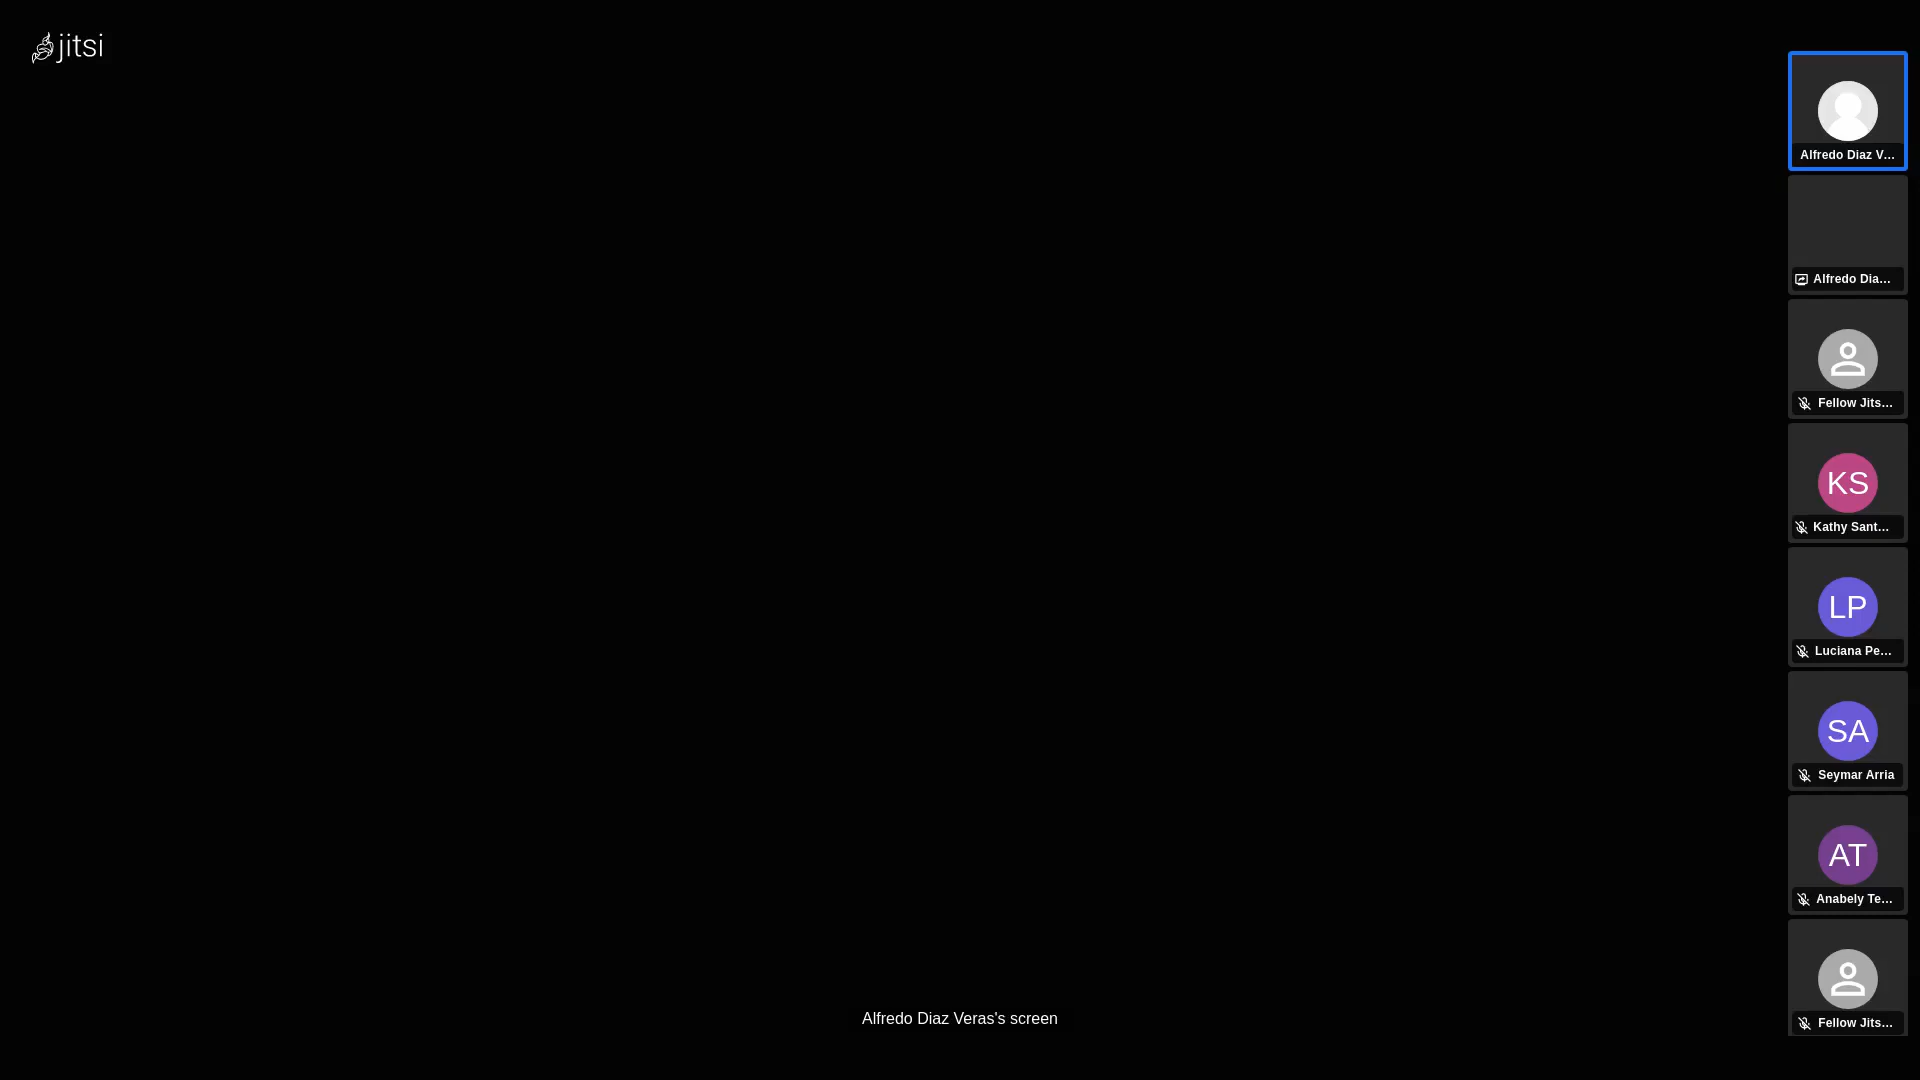 jitsi
Alfredo Diaz V...
Alfredo Dia...
Fellow Jits...
KS
Kathy Sant...
LP
Luciana Pe...
SA
Seymar Arria
AT
Anabely Te...
Fellow Jits...
Alfredo Diaz Veras's screen